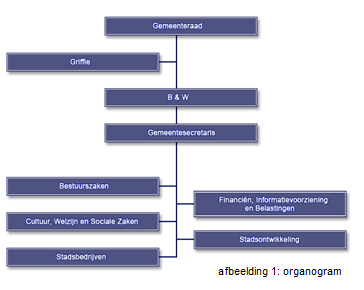 Gemeenteraad
Griffie
B & W
Gemeentesecretaris
Bestuurszaken
Financiën, Informatievoorziening
en Belastingen
Cultuur, Welzijn en Sociale Zaken
Stadsontwikkeling
Stadsbedrijven
afbeelding 1: organogram